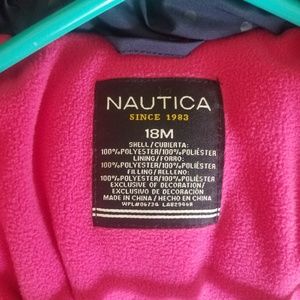 NAUTICA
SINCE 1983
18M
SHELL/CUBIERTA:
100%POLYESTER/100%POLIÉSTER
LINING/FORRO:
100%POLYESTER/100%POLIÉSTER
FILLING/RELLENO:
100%POLYESTER/100%POLIÉSTER
EXCLUSIVE OF DECORATION/
EXCLUSIVO DE DECORACIÓN
MADE IN CHINA / HECHO EN CHINA